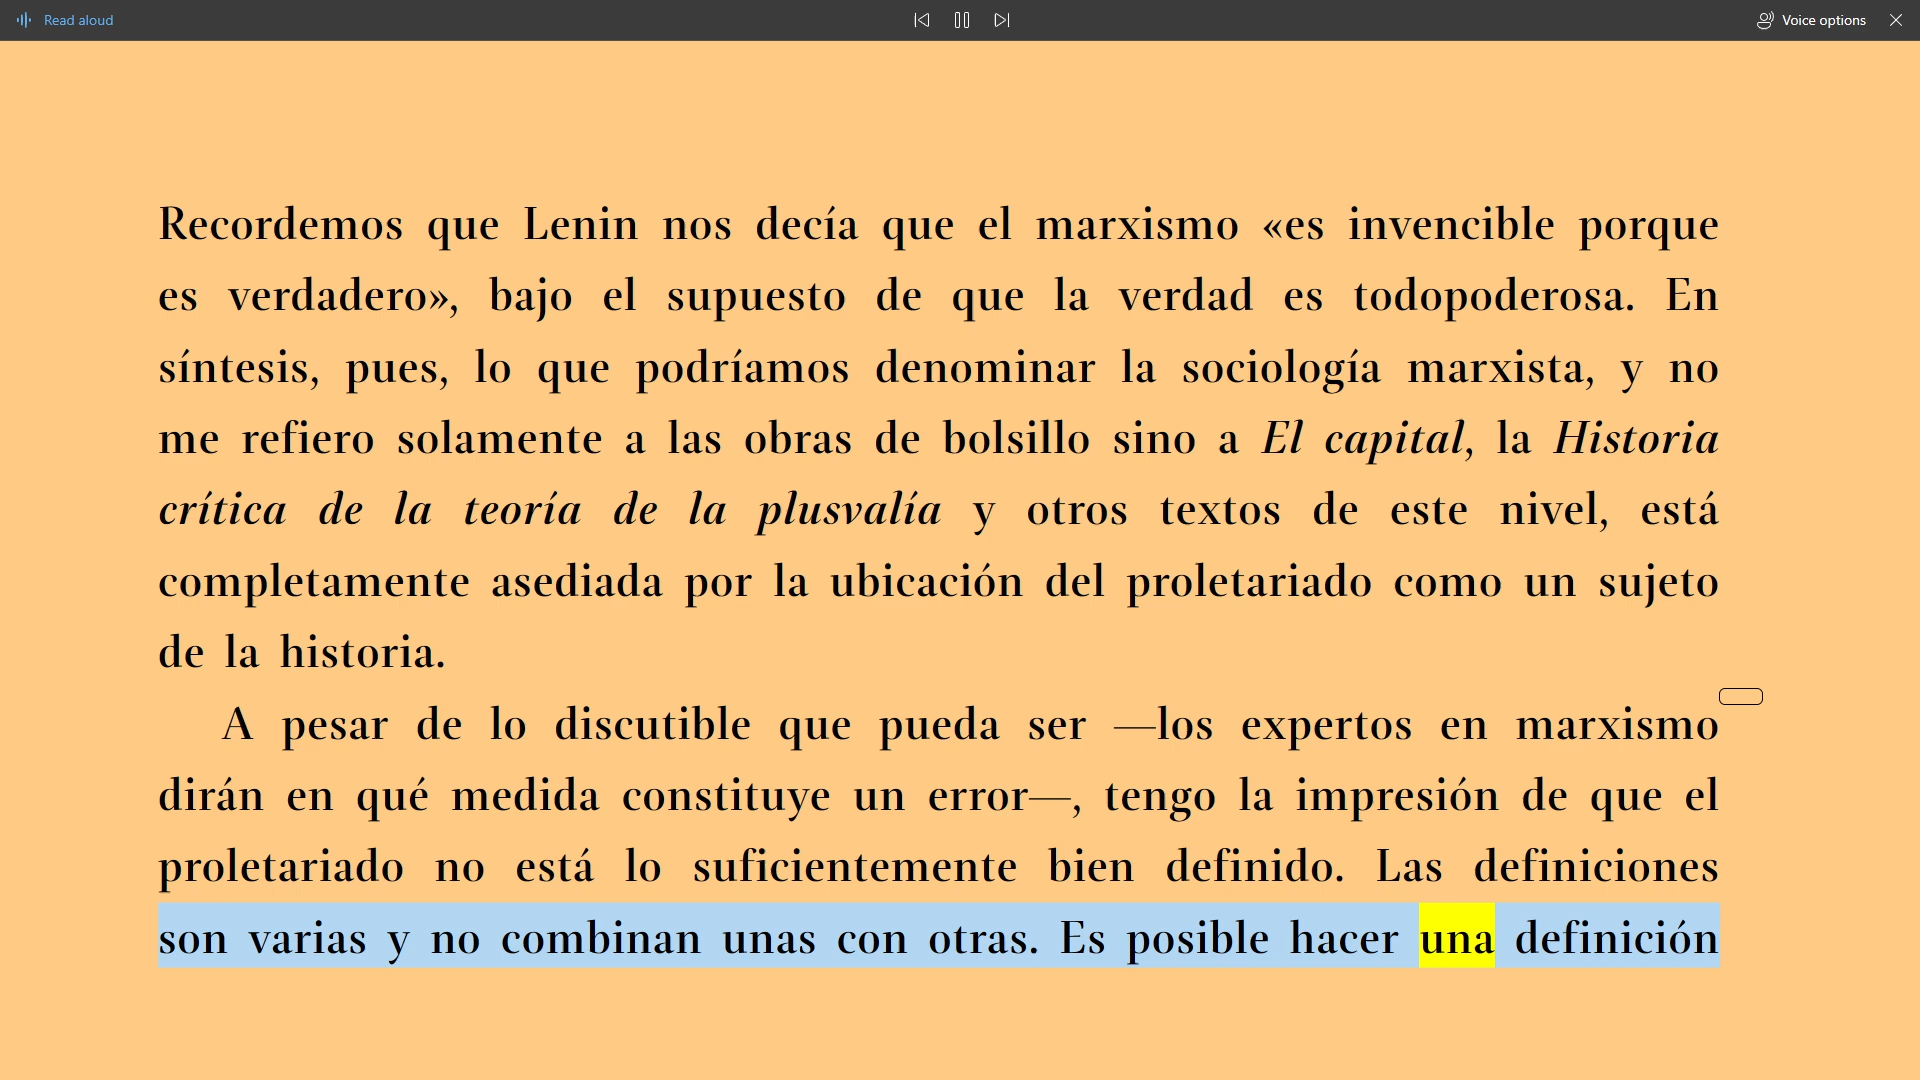 Read aloud
Voice options
Recordemos que Lenin nos decía que el marxismo «es invencible porque
es verdadero», bajo el supuesto de que la verdad es todopoderosa. En
síntesis, pues, lo que podríamos denominar la sociología marxista, y no
me refiero solamente a las obras de bolsillo sino a El capital, la Historia
crítica de la teoría de la plusvalía y otros textos de este nivel, está
completamente asediada por la ubicación del proletariado como un sujeto
de la historia.
A pesar de lo discutible que pueda ser —los expertos en marxismo
dirán en qué medida constituye un error—, tengo la impresión de que el
proletariado no está lo suficientemente bien definido. Las definiciones
son varias y no combinan unas con otras. Es posible hacer una definición